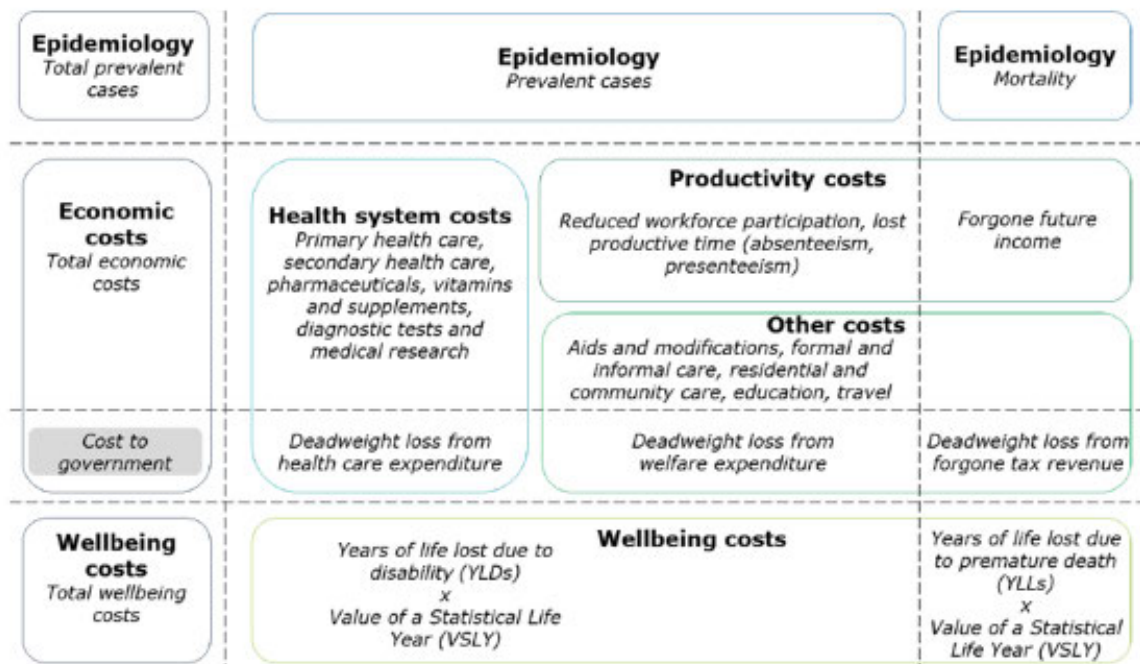 Epidemiology
Total prevalent
cases
Epidemiology
Prevalent cases
Epidemiology
Mortality
Economic
costs
Total economic
costs
Health system costs
Primary health care,
secondary health care,
pharmaceuticals, vitamins
and supplements,
diagnostic tests and
medical research
Productivity costs
Reduced workforce participation, lost
productive time (absenteeism,
presenteeism)
Forgone future
income
Other costs
Aids and modifications, formal and
informal care, residential and
community care, education, travel
Cost to
government
Deadweight loss from
health care expenditure
Deadweight loss from
welfare expenditure
Deadweight loss from
forgone tax revenue
Wellbeing
costs
Total wellbeing
costs
Wellbeing costs
Years of life lost due to
disability (YLDs)
x
Value of a Statistical Life
Year (VSLY)
Years of life lost due
to premature death
(YLLs)
x
Value of a Statistical
Life Year (VSLY)